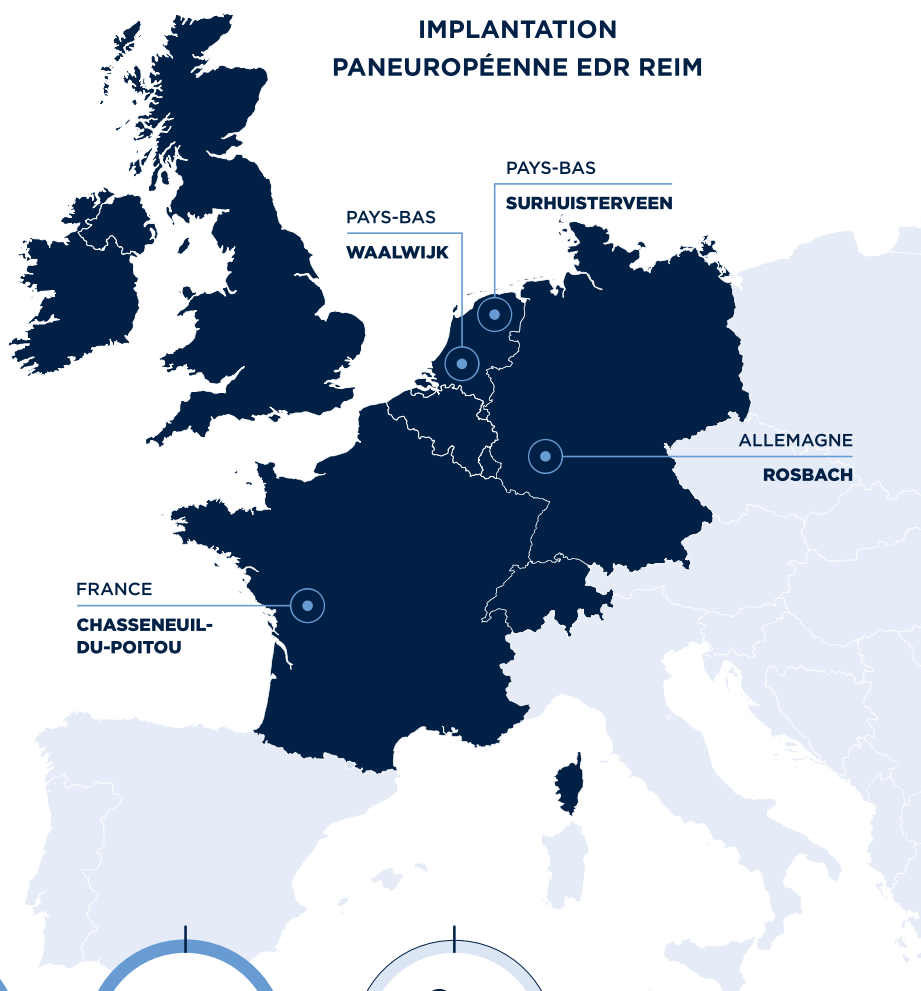 IMPLANTATION
PANEUROPÉENNE EDR REIM
PAYS-BAS
SURHUISTERVEEN
PAYS-BAS
WAALWIJK
ALLEMAGNE
ROSBACH
FRANCE
CHASSENEUIL-
DU-POITOU